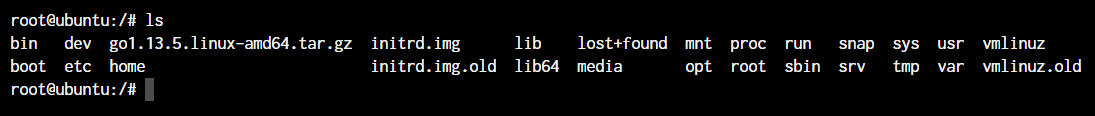 root@ubuntu:/# ls
bin   dev  go1.13.5.linux-amd64.tar.gz  initrd.img      lib    lost+found  mnt  proc  run   snap  sys  usr  vmlinuz
boot  etc  home                         initrd.img.old  lib64  media       opt  root  sbin  srv   tmp  var  vmlinuz.old
root@ubuntu:/#